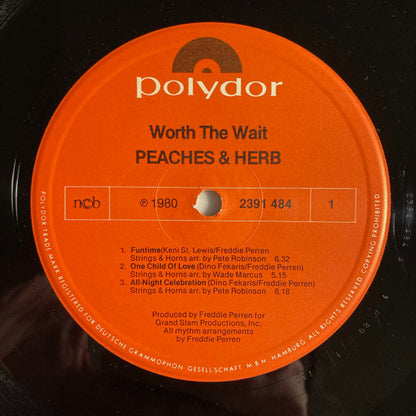 polydor
Worth The Wait
PEACHES & HERB
ncb ℗ 1980 2391 484 1
1. Funtime(Keni St. Lewis/Freddie Perren)
Strings & Horns arr. by Pete Robinson 6.32
2. One Child Of Love(Dino Fekaris/Freddie Perren)
Strings & Horns arr. by Wade Marcus 5.15
3. All-Night Celebration(Dino Fekaris/Freddie Perren)
Strings & Horns arr. by Pete Robinson 6.18
Produced by Freddie Perren for
Grand Slam Productions, Inc.
All rhythm arrangements
by Freddie Perren
POLYDOR TRADE MARK REGISTERED FOR DEUTSCHE GRAMMOPHON GESELLSCHAFT M B H. HAMBURG. ALL RIGHTS RESERVED. UNAUTHORIZED COPYING PROHIBITED